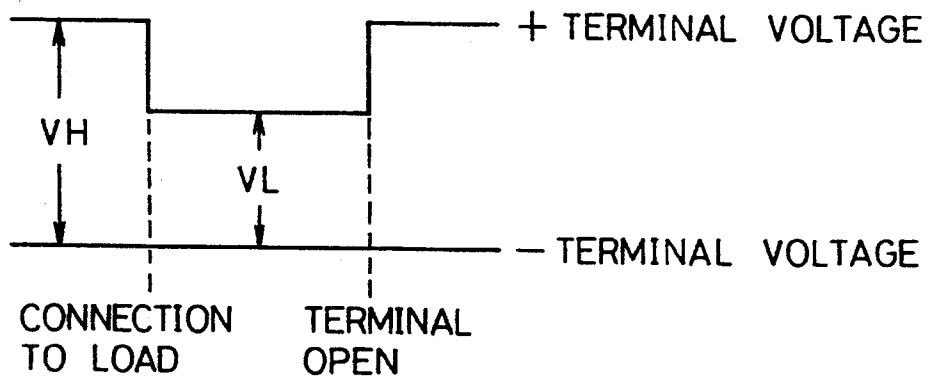 + TERMINAL VOLTAGE
VH
VL
— TERMINAL VOLTAGE
CONNECTION
TO LOAD
TERMINAL
OPEN